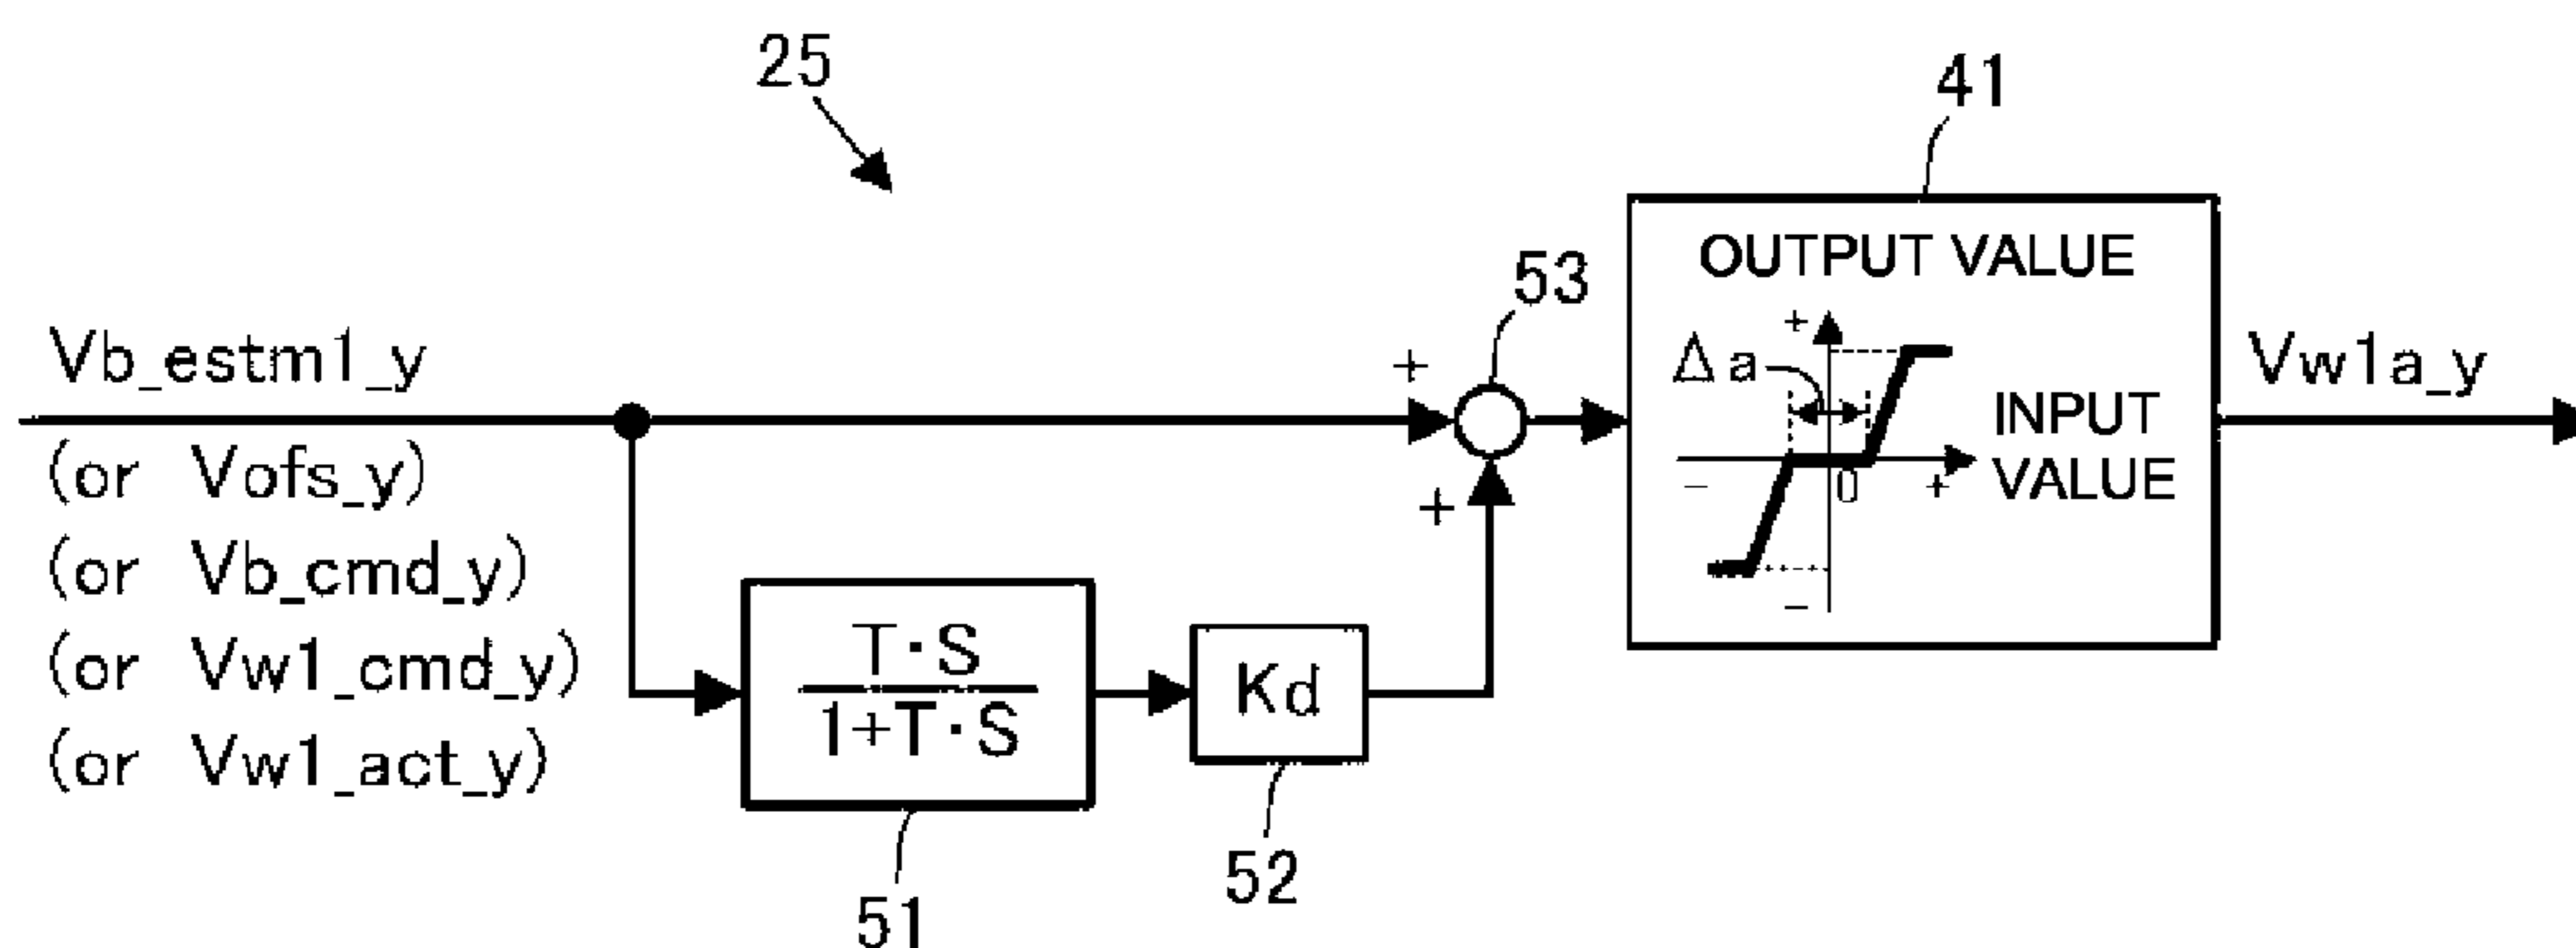 25
41
53
OUTPUT VALUE
+
Δa
INPUT
VALUE
- 0 +
-
Vw1a_y
Vb_estm1_y
(or Vofs_y)
(or Vb_cmd_y)
(or Vw1_cmd_y)
(or Vw1_act_y)
+
+
T·S
1+T·S
Kd
51
52